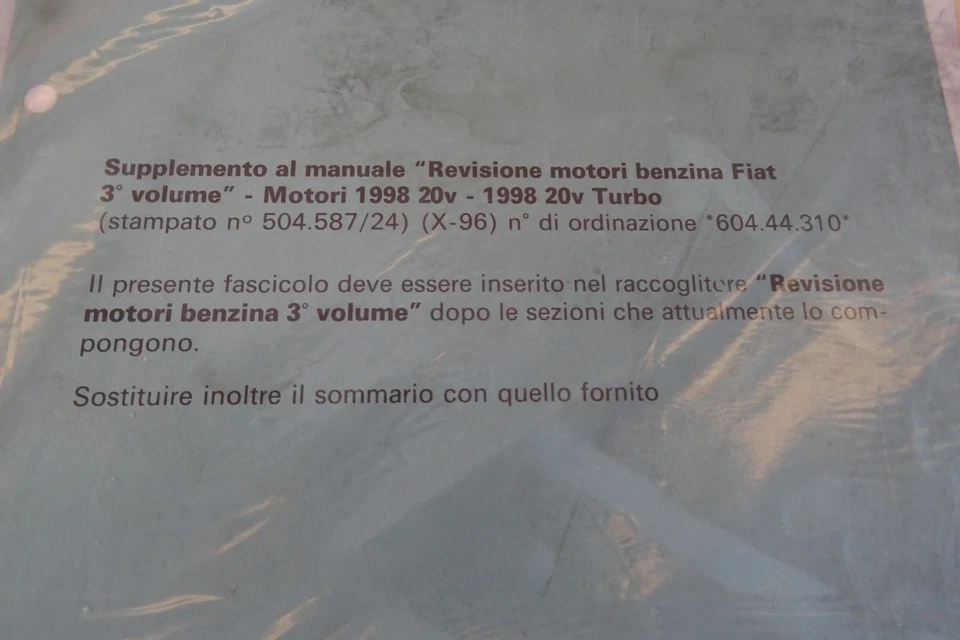 Supplemento al manuale “Revisione motori benzina Fiat
3° volume” - Motori 1998 20v - 1998 20v Turbo
(stampato n° 504.587/24) (X-96) n° di ordinazione *604.44.310*
Il presente fascicolo deve essere inserito nel raccoglitore “Revisione
motori benzina 3° volume” dopo le sezioni che attualmente lo com-
pongono.
Sostituire inoltre il sommario con quello fornito